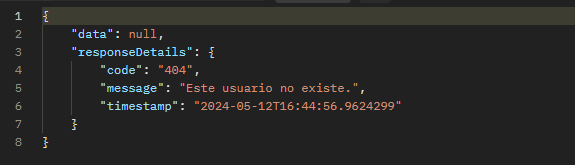 1 {
2 "data": null,
3 "responseDetails": {
4 "code": "404",
5 "message": "Este usuario no existe.",
6 "timestamp": "2024-05-12T16:44:56.9624299"
7 }
8 }